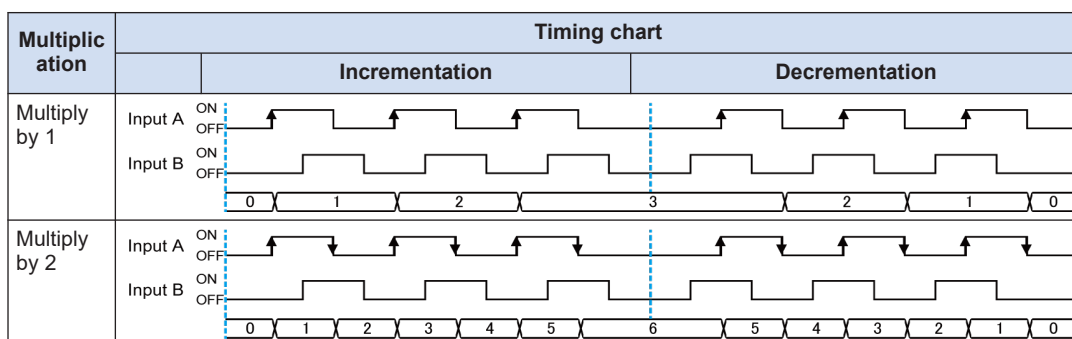 Multiplic
ation
Timing chart
Incrementation Decrementation
Multiply
by 1
Input A ON
OFF
Input B ON
OFF
0 1 2 3 2 1 0
Multiply
by 2
Input A ON
OFF
Input B ON
OFF
0 1 2 3 4 5 6 5 4 3 2 1 0